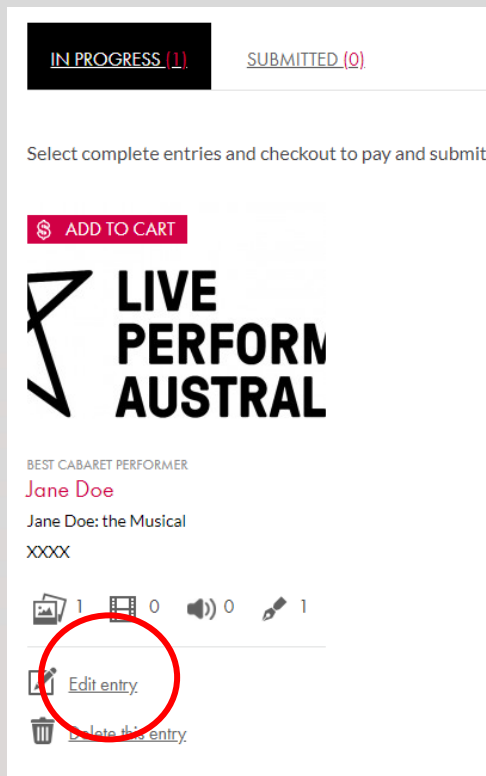 IN PROGRESS (1) SUBMITTED (0)
Select complete entries and checkout to pay and submit
$ ADD TO CART
LIVE
PERFORM
AUSTRAL
BEST CABARET PERFORMER
Jane Doe
Jane Doe: the Musical
XXXX
1 0 0 1
Edit entry
Delete this entry